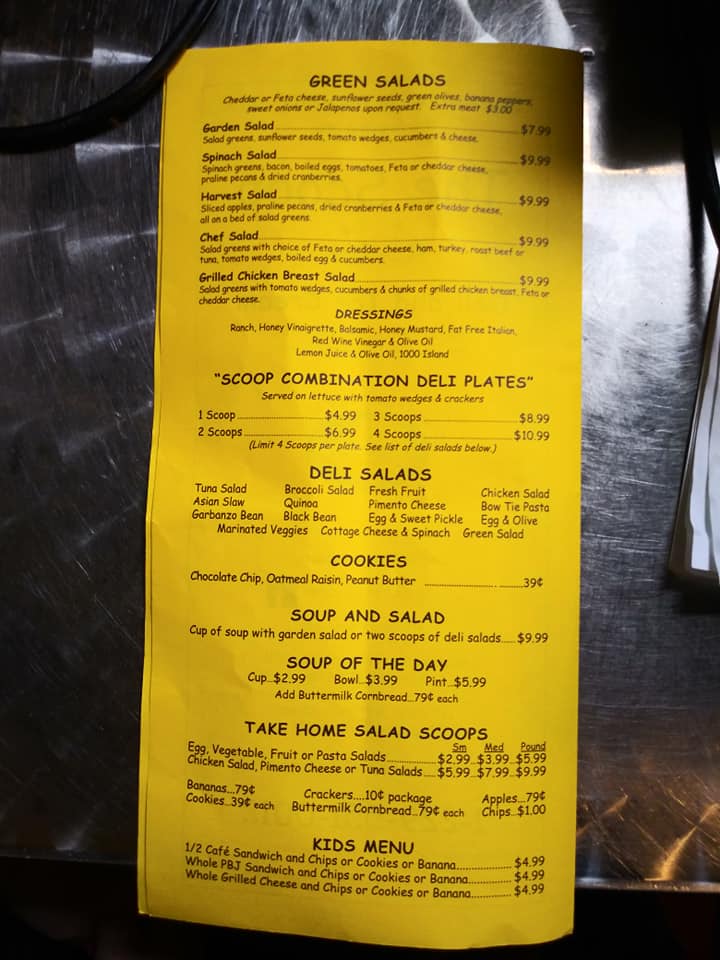 GREEN SALADS
Cheddar or Feta cheese, sunflower seeds, green olives, banana peppers,
sweet onions or Jalapenos upon request. Extra meat $3.00
Garden Salad $7.99
Salad greens, sunflower seeds, tomato wedges, cucumbers & cheese.
Spinach Salad $9.99
Spinach greens, bacon, boiled eggs, tomatoes, Feta or cheddar cheese,
praline pecans & dried cranberries.
Harvest Salad $9.99
Sliced apples, praline pecans, dried cranberries & Feta or cheddar cheese,
all on a bed of salad greens.
Chef Salad $9.99
Salad greens with choice of Feta or cheddar cheese, ham, turkey, roast beef or
tuna, tomato wedges, boiled egg & cucumbers.
Grilled Chicken Breast Salad $9.99
Salad greens with tomato wedges, cucumbers & chunks of grilled chicken breast, Feta or
cheddar cheese.
DRESSINGS
Ranch, Honey Vinaigrette, Balsamic, Honey Mustard, Fat Free Italian,
Red Wine Vinegar & Olive Oil
Lemon Juice & Olive Oil, 1000 Island
"SCOOP COMBINATION DELI PLATES"
Served on lettuce with tomato wedges & crackers
1 Scoop $4.99 3 Scoops $8.99
2 Scoops $6.99 4 Scoops $10.99
(Limit 4 Scoops per plate. See list of deli salads below.)
DELI SALADS
Tuna Salad Broccoli Salad Fresh Fruit Chicken Salad
Asian Slaw Quinoa Pimento Cheese Bow Tie Pasta
Garbanzo Bean Black Bean Egg & Sweet Pickle Egg & Olive
Marinated Veggies Cottage Cheese & Spinach Green Salad
COOKIES
Chocolate Chip, Oatmeal Raisin, Peanut Butter 39¢
SOUP AND SALAD
Cup of soup with garden salad or two scoops of deli salads.....$9.99
SOUP OF THE DAY
Cup...$2.99 Bowl...$3.99 Pint...$5.99
Add Buttermilk Cornbread...79¢ each
TAKE HOME SALAD SCOOPS
Sm Med Pound
Egg, Vegetable, Fruit or Pasta Salads $2.99...$3.99...$5.99
Chicken Salad, Pimento Cheese or Tuna Salads $5.99...$7.99...$9.99
Bananas...79¢ Crackers....10¢ package Apples...79¢
Cookies..39¢ each Buttermilk Cornbread..79¢ each Chips..$1.00
KIDS MENU
1/2 Café Sandwich and Chips or Cookies or Banana $4.99
Whole PBJ Sandwich and Chips or Cookies or Banana $4.99
Whole Grilled Cheese and Chips or Cookies or Banana $4.99